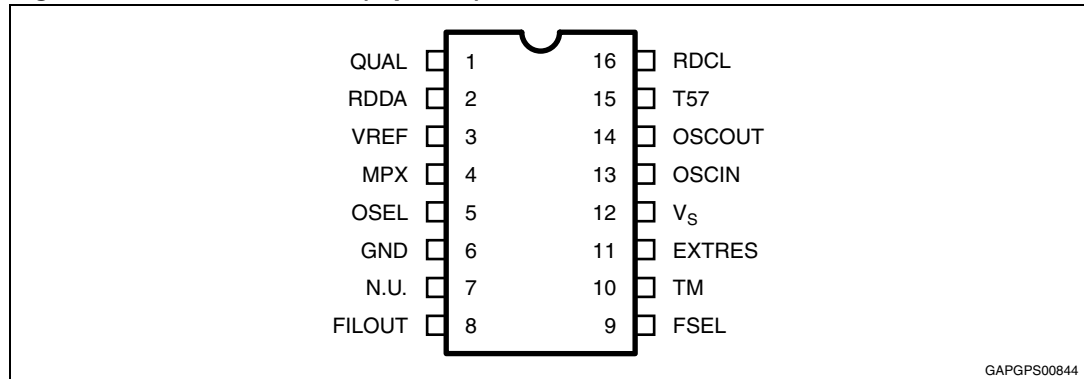 QUAL 1 16 RDCL
RDDA 2 15 T57
VREF 3 14 OSCOUT
MPX 4 13 OSCIN
OSEL 5 12 VS
GND 6 11 EXTRES
N.U. 7 10 TM
FILOUT 8 9 FSEL
GAPGPS00844